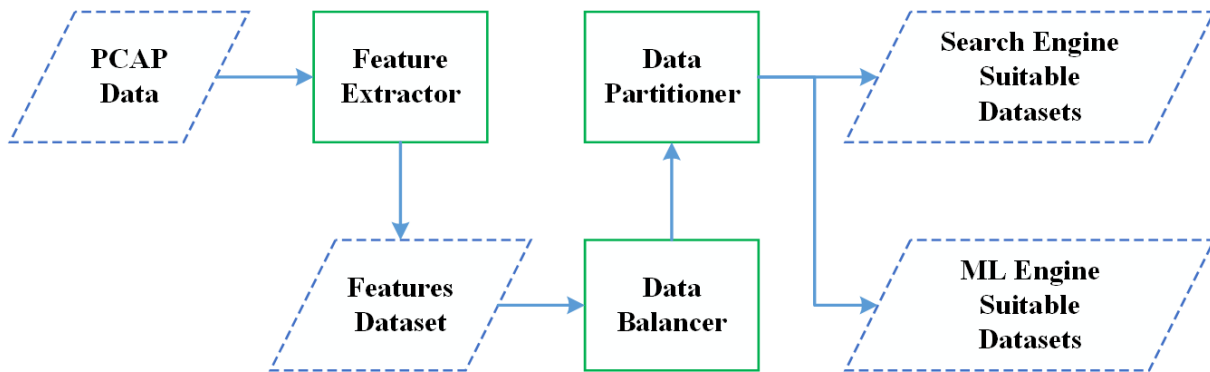 PCAP
Data
Feature
Extractor
Data
Partitioner
Search Engine
Suitable
Datasets
Features
Dataset
Data
Balancer
ML Engine
Suitable
Datasets